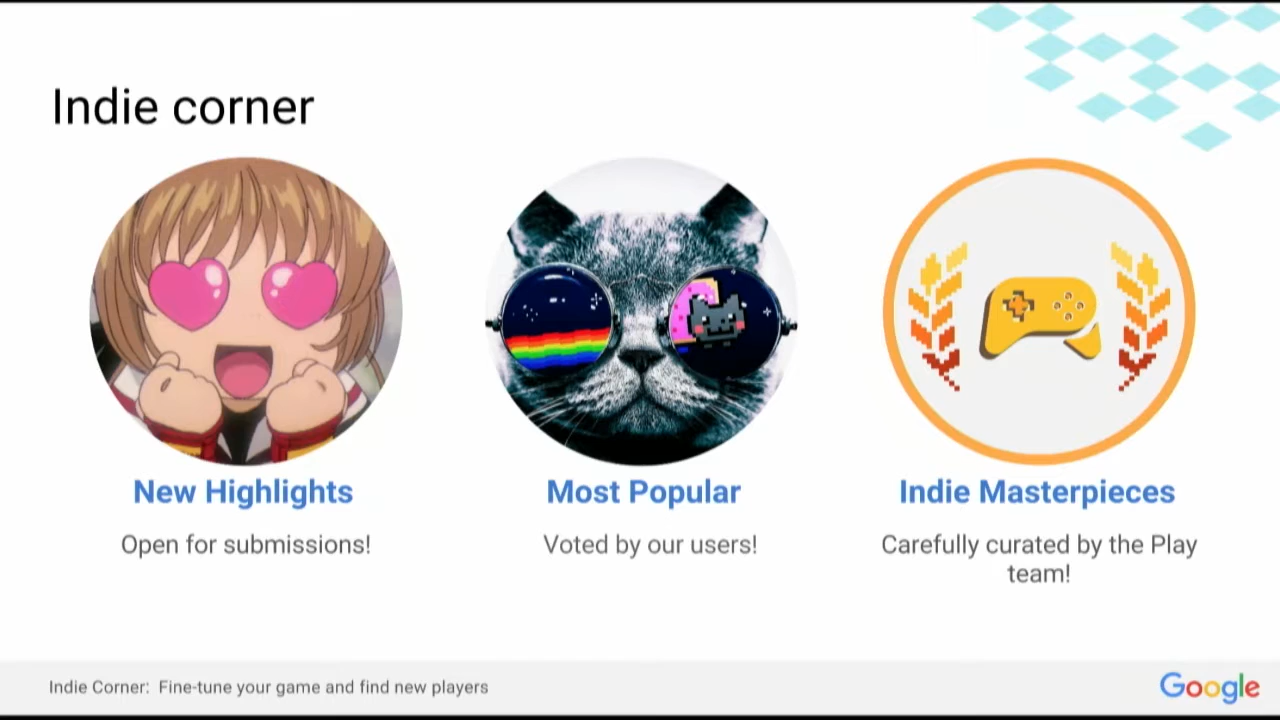 Indie corner
New Highlights
Open for submissions!
Most Popular
Voted by our users!
Indie Masterpieces
Carefully curated by the Play
team!
Indie Corner: Fine-tune your game and find new players
Google